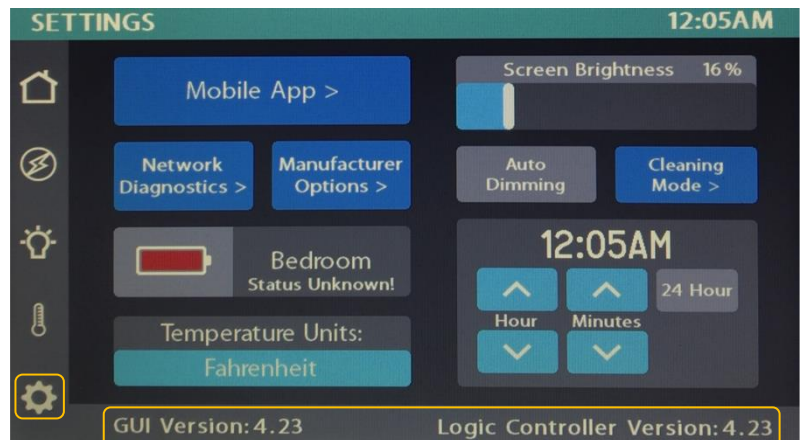 SETTINGS 12:05AM
Mobile App >
Screen Brightness 16%
Network Diagnostics >
Manufacturer Options >
Auto Dimming
Cleaning Mode >
Bedroom
Status Unknown!
12:05AM
24 Hour
Hour Minutes
Temperature Units:
Fahrenheit
GUI Version: 4.23 Logic Controller Version: 4.23